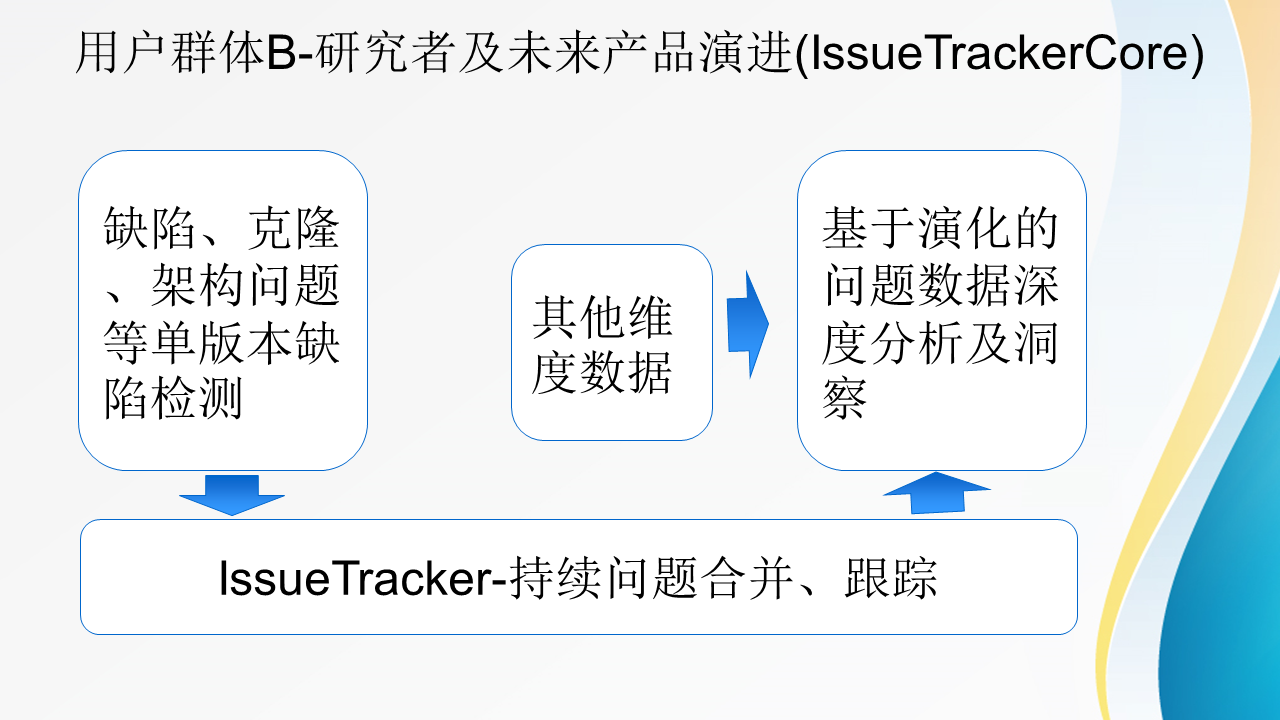 用户群体B-研究者及未来产品演进(IssueTrackerCore)
缺陷、克隆
、架构问题
等单版本缺
陷检测
其他维
度数据
基于演化的
问题数据深
度分析及洞
察
IssueTracker-持续问题合并、跟踪